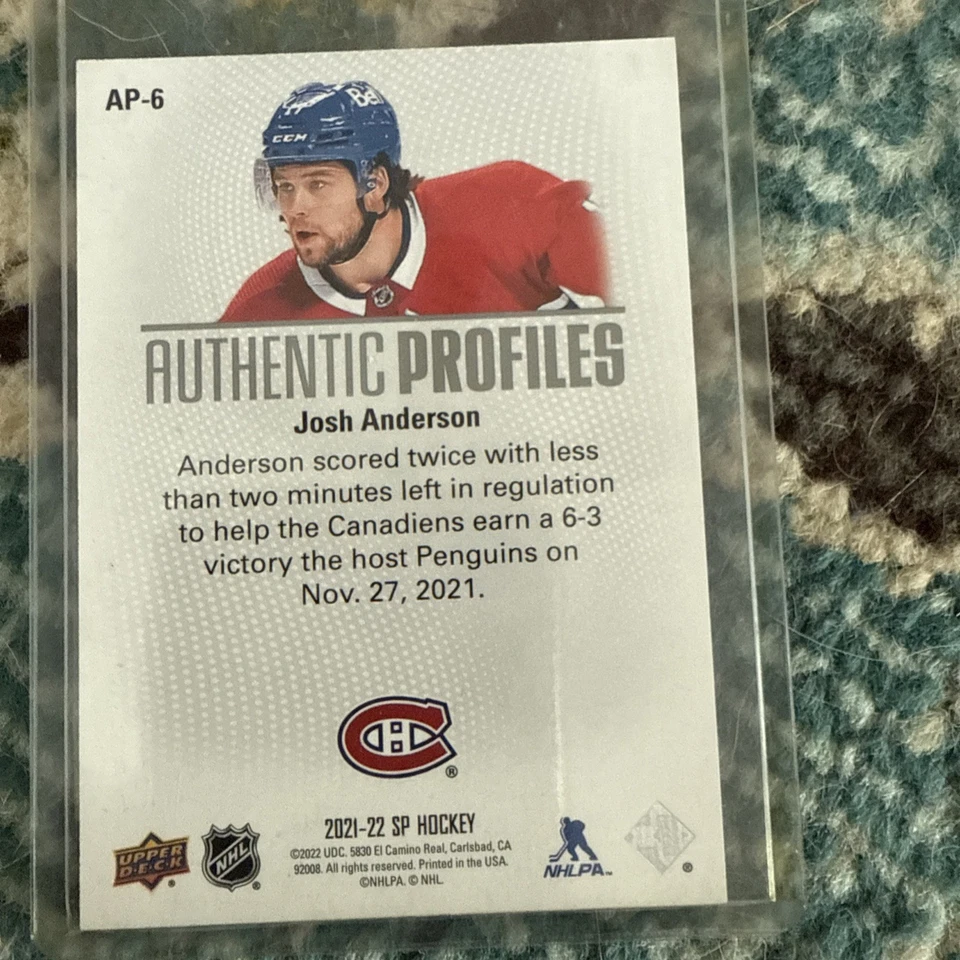 AP-6
Bell
CCM
AUTHENTIC PROFILES
Josh Anderson
Anderson scored twice with less
than two minutes left in regulation
to help the Canadiens earn a 6-3
victory the host Penguins on
Nov. 27, 2021.
®
2021-22 SP HOCKEY
©2022 UDC. 5830 El Camino Real, Carlsbad, CA
92008. All rights reserved. Printed in the USA.
©NHLPA. © NHL.
UPPER
D·E·C·K
®
NHL
®
NHLPA™
®